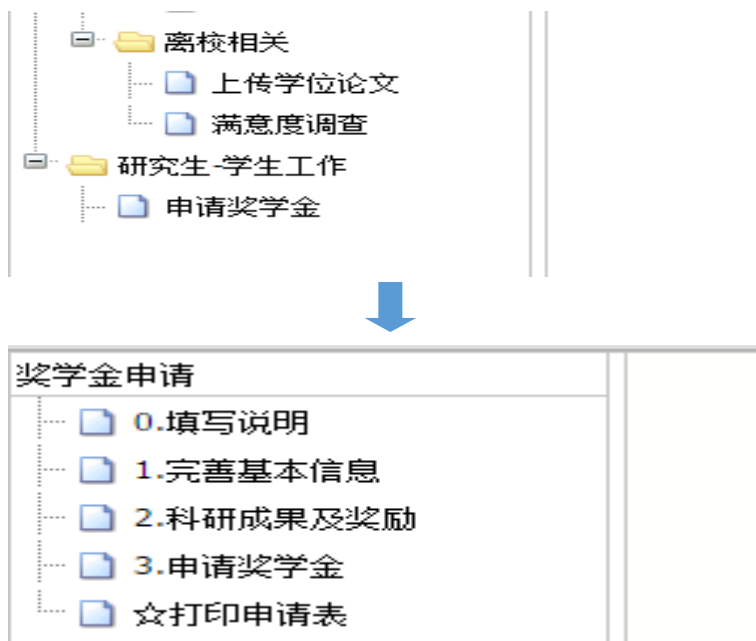 离校相关
上传学位论文
满意度调查
研究生-学生工作
申请奖学金
奖学金申请
0.填写说明
1.完善基本信息
2.科研成果及奖励
3.申请奖学金
☆打印申请表